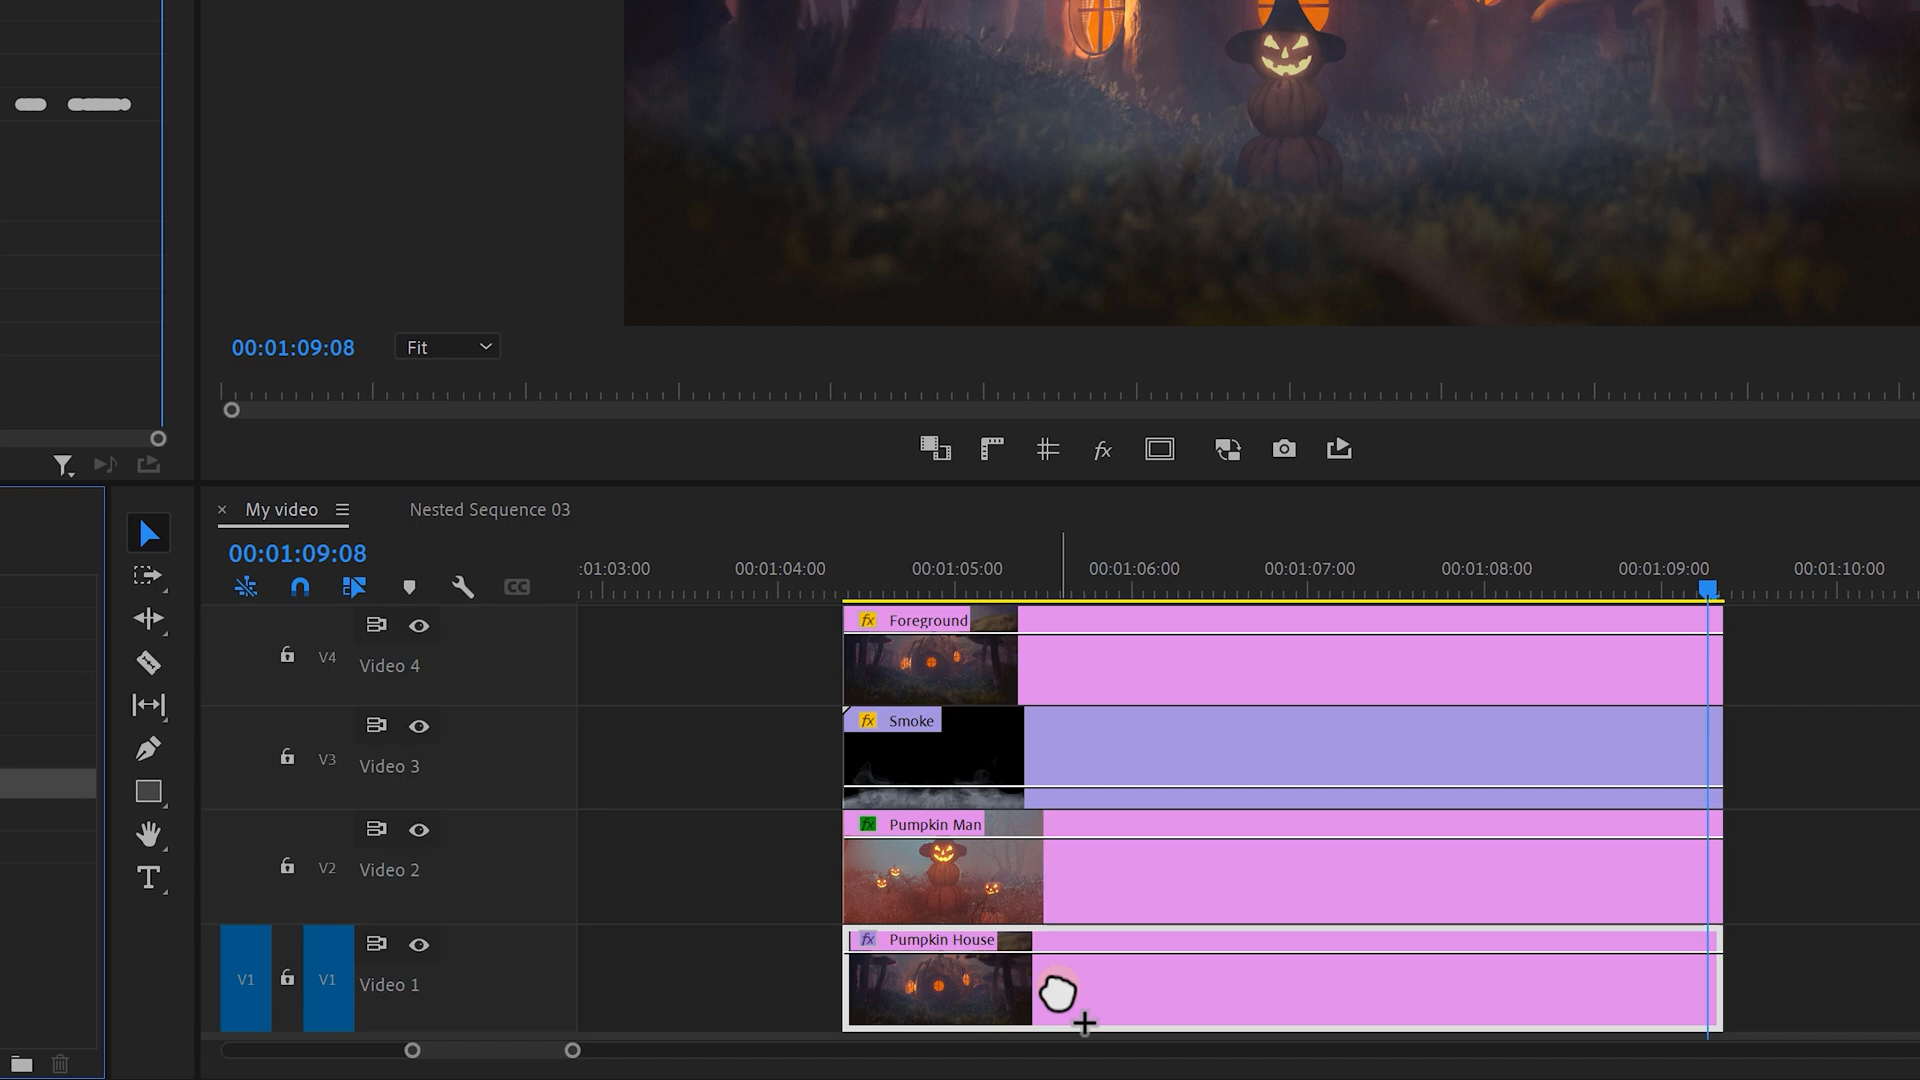 00:01:09:08
Fit
fx
× My video
Nested Sequence 03
00:01:09:08
CC
:01:03:00
00:01:04:00
00:01:05:00
00:01:06:00
00:01:07:00
00:01:08:00
00:01:09:00
00:01:10:00
fx Foreground
V4
Video 4
fx Smoke
V3
Video 3
fx Pumpkin Man
V2
Video 2
T
fx Pumpkin House
V1
V1
Video 1